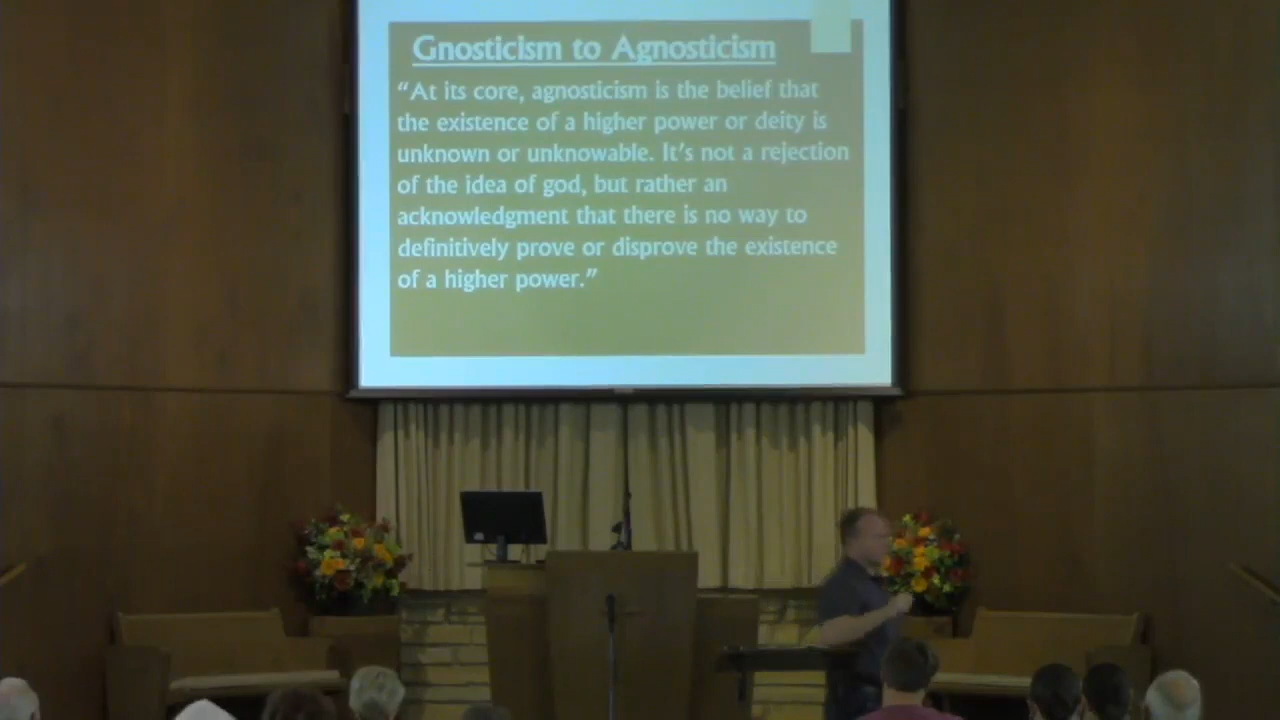 Gnosticism to Agnosticism
“At its core, agnosticism is the belief that
the existence of a higher power or deity is
unknown or unknowable. It’s not a rejection
of the idea of god, but rather an
acknowledgment that there is no way to
definitively prove or disprove the existence
of a higher power.”